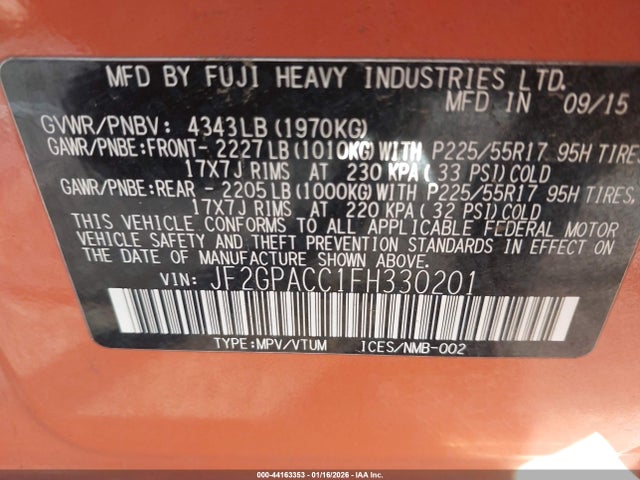 MFD BY FUJI HEAVY INDUSTRIES LTD.
MFD IN 09/15
GVWR/PNBV: 4343LB (1970KG)
GAWR/PNBE:FRONT- 2227LB(1010KG)WITH P225/55R17 95H TIRES,
17X7J RIMS AT 230 KPA( 33 PSI)COLD
GAWR/PNBE:REAR - 2205LB(1000KG)WITH P225/55R17 95H TIRES,
17X7J RIMS AT 220 KPA( 32 PSI)COLD
THIS VEHICLE CONFORMS TO ALL APPLICABLE FEDERAL MOTOR
VEHICLE SAFETY AND THEFT PREVENTION STANDARDS IN EFFECT ON
THE DATE OF MANUFACTURE SHOWN ABOVE.
VIN: JF2GPACC1FH330201
TYPE:MPV/VTUM ICES/NMB-002
000-44163353 - 01/16/2026 - IAA Inc.